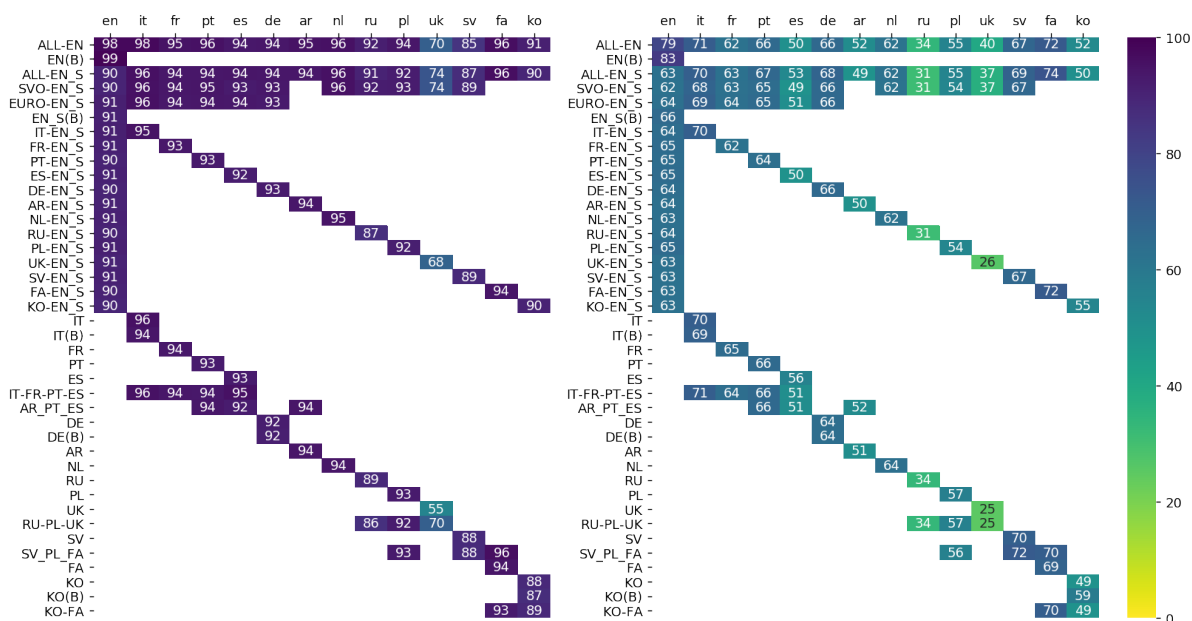 en it fr pt es de ar nl ru pl uk sv fa ko en it fr pt es de ar nl ru pl uk sv fa ko
ALL-EN 98 98 95 96 94 94 95 96 92 94 70 85 96 91 ALL-EN 79 71 62 66 50 66 52 62 34 55 40 67 72 52 100
EN(B) 99 EN(B) 83
ALL-EN_S 90 96 94 94 94 94 94 96 91 92 74 87 96 90 ALL-EN_S 63 70 63 67 53 68 49 62 31 55 37 69 74 50
SVO-EN_S 90 96 94 95 93 93 96 92 93 74 89 SVO-EN_S 62 68 63 65 49 66 62 31 54 37 67
EURO-EN_S 91 96 94 94 94 93 EURO-EN_S 64 69 64 65 51 66
EN_S(B) 91 EN_S(B) 66
IT-EN_S 91 95 IT-EN_S 64 70
FR-EN_S 91 93 FR-EN_S 65 62
PT-EN_S 90 93 PT-EN_S 65 64 80
ES-EN_S 91 92 ES-EN_S 65 50
DE-EN_S 90 93 DE-EN_S 64 66
AR-EN_S 91 94 AR-EN_S 64 50
NL-EN_S 91 95 NL-EN_S 63 62
RU-EN_S 90 87 RU-EN_S 64 31
PL-EN_S 91 92 PL-EN_S 65 54
UK-EN_S 91 68 UK-EN_S 63 26 60
SV-EN_S 91 89 SV-EN_S 63 67
FA-EN_S 90 94 FA-EN_S 63 72
KO-EN_S 90 90 KO-EN_S 63 55
IT 96 IT 70
IT(B) 94 IT(B) 69
FR 94 FR 65
PT 93 PT 66
ES 93 ES 56 40
IT-FR-PT-ES 96 94 94 95 IT-FR-PT-ES 71 64 66 51
AR_PT_ES 94 92 94 AR_PT_ES 66 51 52
DE 92 DE 64
DE(B) 92 DE(B) 64
AR 94 AR 51
NL 94 NL 64
RU 89 RU 34
PL 93 PL 57 20
UK 55 UK 25
RU-PL-UK 86 92 70 RU-PL-UK 34 57 25
SV 88 SV 70
SV_PL_FA 93 88 96 SV_PL_FA 56 72 70
FA 94 FA 69
KO 88 KO 49
KO(B) 87 KO(B) 59
KO-FA 93 89 KO-FA 70 49 0